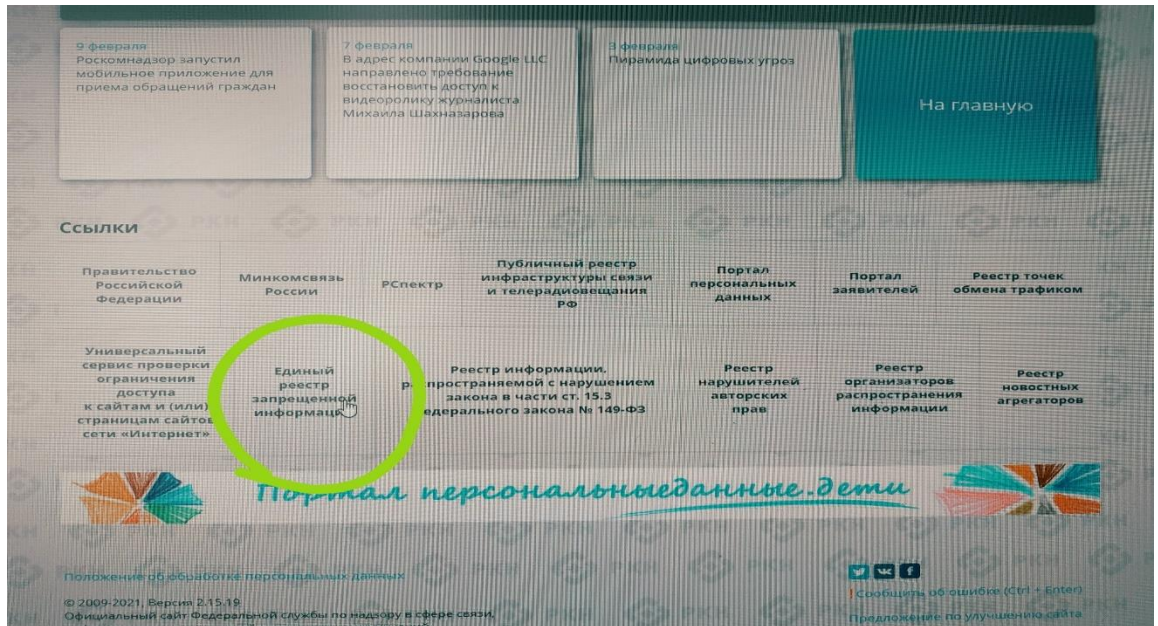 9 февраля
Роскомнадзор запустил
мобильное приложение для
приема обращений граждан
7 февраля
В адрес компании Google LLC
направлено требование
восстановить доступ к
видеоролику журналиста
Михаила Шахназарова
3 февраля
Пирамида цифровых угроз
На главную
Ссылки
Правительство
Российской
Федерации
Минкомсвязь
России
РСпектр
Публичный реестр
инфраструктуры связи
и телерадиовещания
РФ
Портал
персональных
данных
Портал
заявителей
Реестр точек
обмена трафиком
Универсальный
сервис проверки
ограничения
доступа
к сайтам и (или)
страницам сайтов
сети «Интернет»
Единый
реестр
запрещенной
информации
Реестр информации,
распространяемой с нарушением
закона в части ст. 15.3
едерального закона № 149-ФЗ
Реестр
нарушителей
авторских
прав
Реестр
организаторов
распространения
информации
Реестр
новостных
агрегаторов
Портал персональныеданные.дети
Положение об обработке персональных данных
© 2009-2021, Версия 2.15.19
Официальный сайт Федеральной службы по надзору в сфере связи,
Сообщить об ошибке (Ctrl + Enter)
Предложение по улучшению сайта